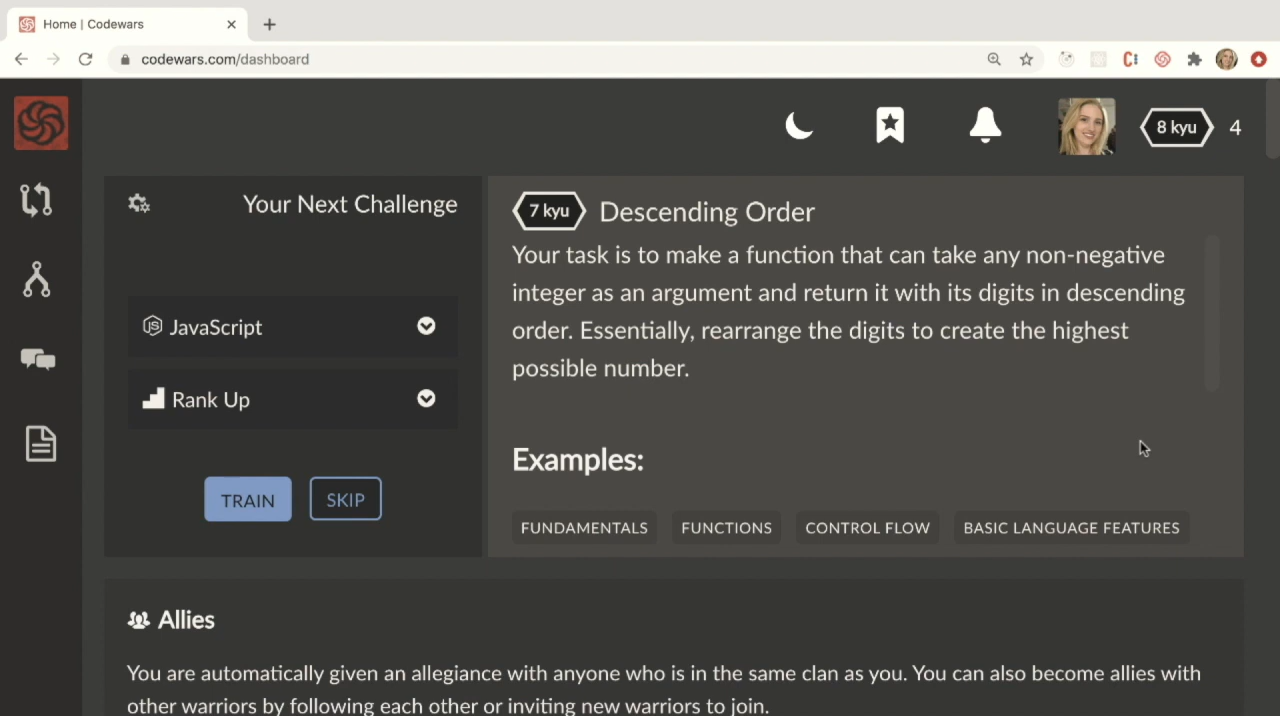 Home | Codewars
codewars.com/dashboard
8 kyu 4
Your Next Challenge
JavaScript
Rank Up
TRAIN SKIP
7 kyu Descending Order
Your task is to make a function that can take any non-negative
integer as an argument and return it with its digits in descending
order. Essentially, rearrange the digits to create the highest
possible number.
Examples:
FUNDAMENTALS FUNCTIONS CONTROL FLOW BASIC LANGUAGE FEATURES
Allies
You are automatically given an allegiance with anyone who is in the same clan as you. You can also become allies with
other warriors by following each other or inviting new warriors to join.